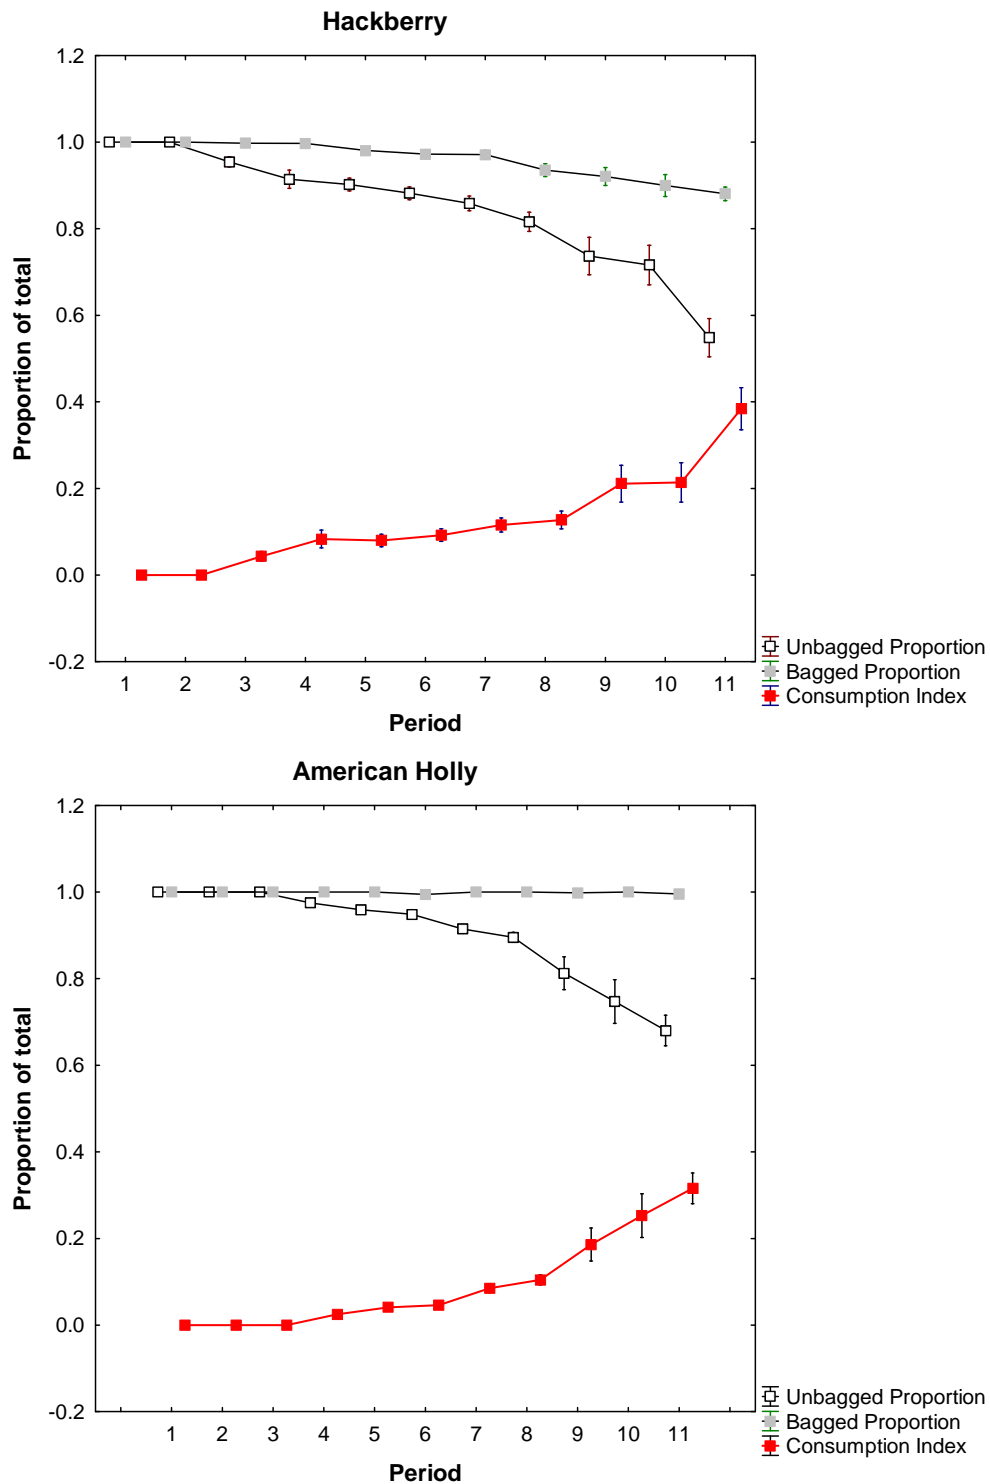 Hackberry
1.2
1.0
0.8
0.6
0.4
0.2
0.0
-0.2
Proportion of total
1 2 3 4 5 6 7 8 9 10 11
Period
Unbagged Proportion
Bagged Proportion
Consumption Index
American Holly
1.2
1.0
0.8
0.6
0.4
0.2
0.0
-0.2
Proportion of total
1 2 3 4 5 6 7 8 9 10 11
Period
Unbagged Proportion
Bagged Proportion
Consumption Index